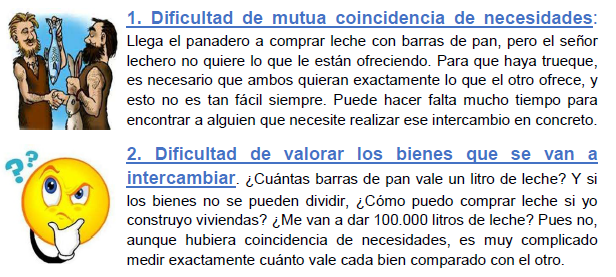 1. Dificultad de mutua coincidencia de necesidades:
Llega el panadero a comprar leche con barras de pan, pero el señor
lechero no quiere lo que le están ofreciendo. Para que haya trueque,
es necesario que ambos quieran exactamente lo que el otro ofrece, y
esto no es tan fácil siempre. Puede hacer falta mucho tiempo para
encontrar a alguien que necesite realizar ese intercambio en concreto.
2. Dificultad de valorar los bienes que se van a
intercambiar. ¿Cuántas barras de pan vale un litro de leche? Y si
los bienes no se pueden dividir, ¿Cómo puedo comprar leche si yo
construyo viviendas? ¿Me van a dar 100.000 litros de leche? Pues no,
aunque hubiera coincidencia de necesidades, es muy complicado
medir exactamente cuánto vale cada bien comparado con el otro.